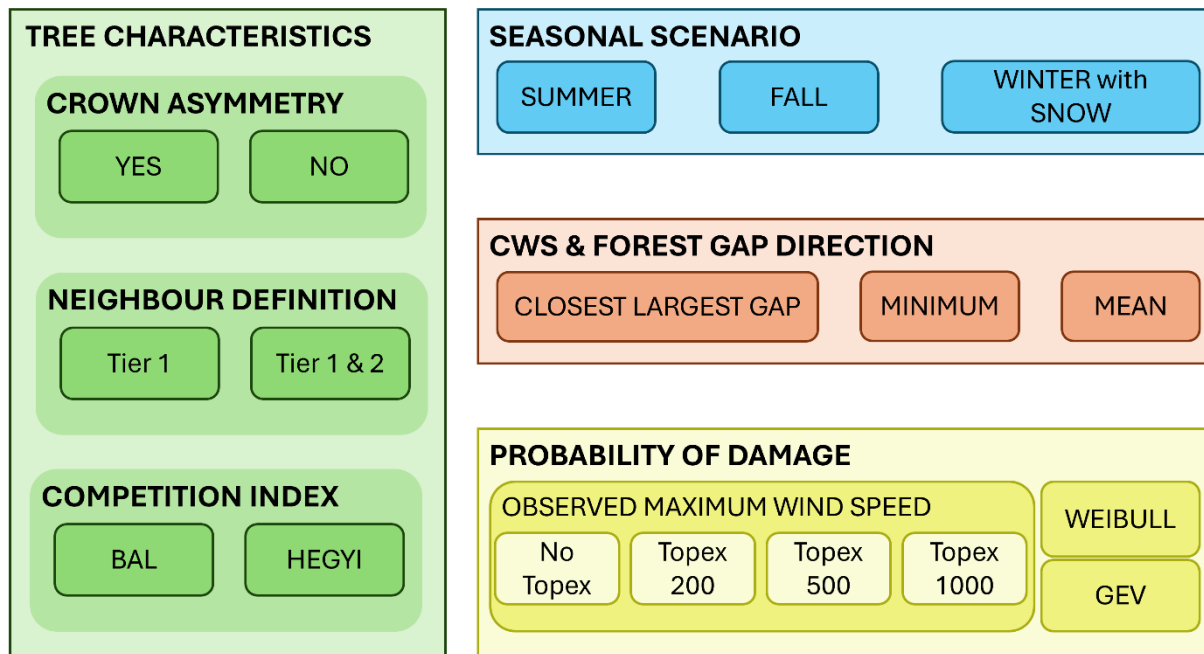 TREE CHARACTERISTICS
CROWN ASYMMETRY
YES
NO
NEIGHBOUR DEFINITION
Tier 1
Tier 1 & 2
COMPETITION INDEX
BAL
HEGYI
SEASONAL SCENARIO
SUMMER
FALL
WINTER with
SNOW
CWS & FOREST GAP DIRECTION
CLOSEST LARGEST GAP
MINIMUM
MEAN
PROBABILITY OF DAMAGE
OBSERVED MAXIMUM WIND SPEED
No
Topex
Topex
200
Topex
500
Topex
1000
WEIBULL
GEV